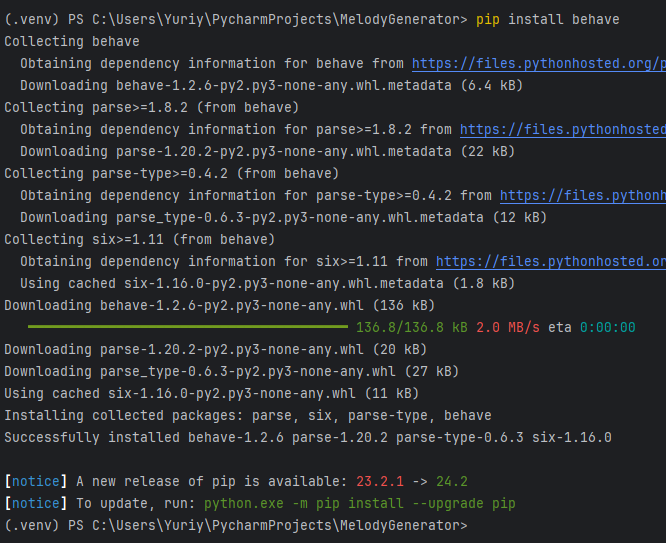 (.venv) PS C:\Users\Yuriy\PycharmProjects\MelodyGenerator> pip install behave
Collecting behave
  Obtaining dependency information for behave from https://files.pythonhosted.org/p
  Downloading behave-1.2.6-py2.py3-none-any.whl.metadata (6.4 kB)
Collecting parse>=1.8.2 (from behave)
  Obtaining dependency information for parse>=1.8.2 from https://files.pythonhosted
  Downloading parse-1.20.2-py2.py3-none-any.whl.metadata (22 kB)
Collecting parse-type>=0.4.2 (from behave)
  Obtaining dependency information for parse-type>=0.4.2 from https://files.pythonh
  Downloading parse_type-0.6.3-py2.py3-none-any.whl.metadata (12 kB)
Collecting six>=1.11 (from behave)
  Obtaining dependency information for six>=1.11 from https://files.pythonhosted.or
  Using cached six-1.16.0-py2.py3-none-any.whl.metadata (1.8 kB)
Downloading behave-1.2.6-py2.py3-none-any.whl (136 kB)
136.8/136.8 kB 2.0 MB/s eta 0:00:00
Downloading parse-1.20.2-py2.py3-none-any.whl (20 kB)
Downloading parse_type-0.6.3-py2.py3-none-any.whl (27 kB)
Using cached six-1.16.0-py2.py3-none-any.whl (11 kB)
Installing collected packages: parse, six, parse-type, behave
Successfully installed behave-1.2.6 parse-1.20.2 parse-type-0.6.3 six-1.16.0

[notice] A new release of pip is available: 23.2.1 -> 24.2
[notice] To update, run: python.exe -m pip install --upgrade pip
(.venv) PS C:\Users\Yuriy\PycharmProjects\MelodyGenerator>